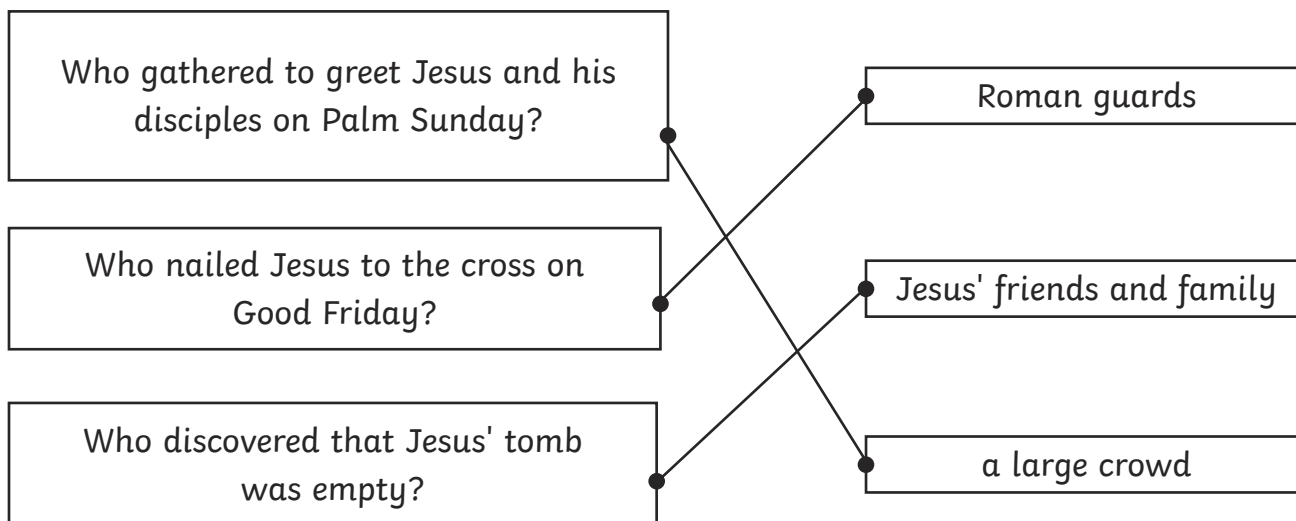 Who gathered to greet Jesus and his
disciples on Palm Sunday?
Who nailed Jesus to the cross on
Good Friday?
Who discovered that Jesus' tomb
was empty?
Roman guards
Jesus' friends and family
a large crowd